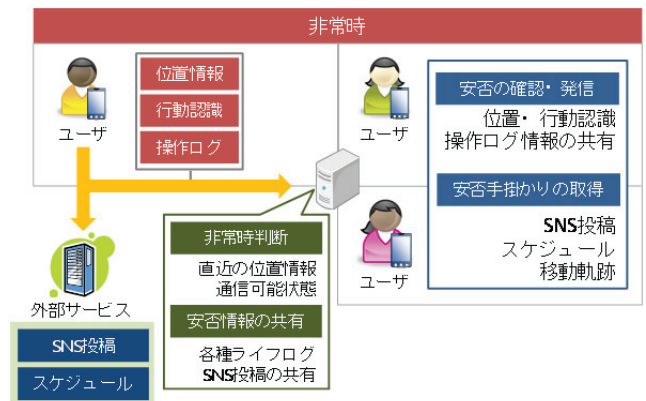 非常時
位置情報
行動認識
操作ログ
ユーザ
ユーザ
安否の確認・発信
位置・行動認識
操作ログ情報の共有
安否手掛かりの取得
SNS投稿
スケジュール
移動軌跡
ユーザ
非常時判断
直近の位置情報
通信可能状態
安否情報の共有
各種ライフログ
SNS投稿の共有
外部サービス
SNS投稿
スケジュール